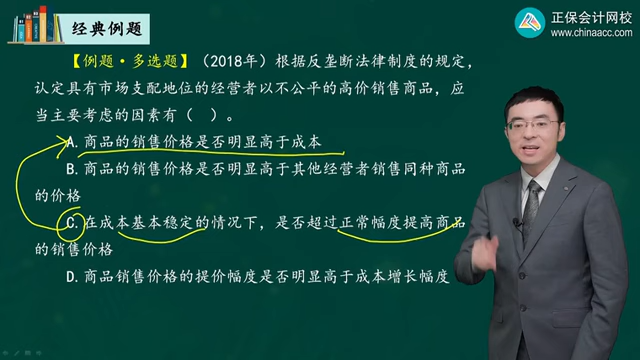 经典例题
正保会计网校
www.chinaacc.com
【例题·多选题】（2018年）根据反垄断法律制度的规定，
认定具有市场支配地位的经营者以不公平的高价销售商品，应
当主要考虑的因素有（　）。
A. 商品的销售价格是否明显高于成本
B. 商品的销售价格是否明显高于其他经营者销售同种商品
的价格
C. 在成本基本稳定的情况下，是否超过正常幅度提高商品
的销售价格
D. 商品销售价格的提价幅度是否明显高于成本增长幅度